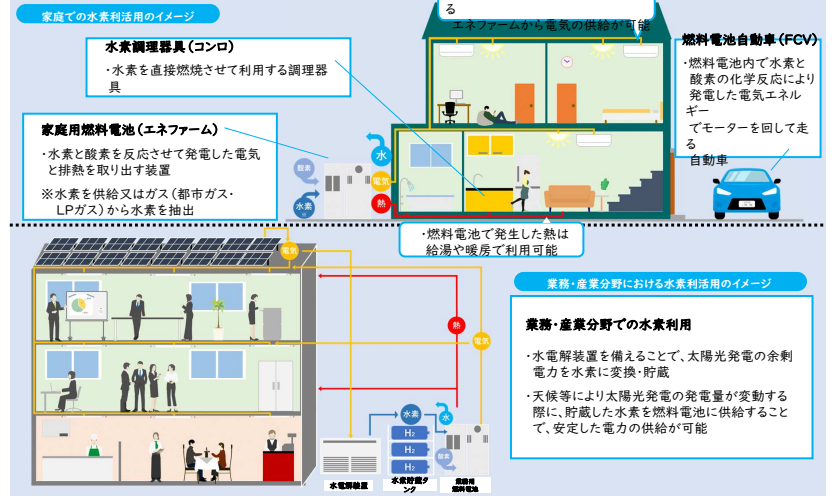 家庭での水素利活用のイメージ
る
エネファームから電気の供給が可能
水素調理器具(コンロ)
・水素を直接燃焼させて利用する調理器
具
燃料電池自動車(FCV)
・燃料電池内で水素と
酸素の化学反応により
発電した電気エネル
ギー
でモーターを回して走
る
自動車
家庭用燃料電池(エネファーム)
・水素と酸素を反応させて発電した電気
と排熱を取り出す装置
※水素を供給又はガス(都市ガス・
LPガス)から水素を抽出
酸素
水素
※
水
電気
熱
・燃料電池で発生した熱は
給湯や暖房で利用可能
電気
業務・産業分野における水素利活用のイメージ
業務・産業分野での水素利用
・水電解装置を備えることで、太陽光発電の余剰
電力を水素に変換・貯蔵
・天候等により太陽光発電の発電量が変動する
際に、貯蔵した水素を燃料電池に供給すること
で、安定した電力の供給が可能
熱
電気
水素
水
酸素
H2
H2
H2
水電解装置
水素貯蔵タ
ンク
業務用
燃料電池